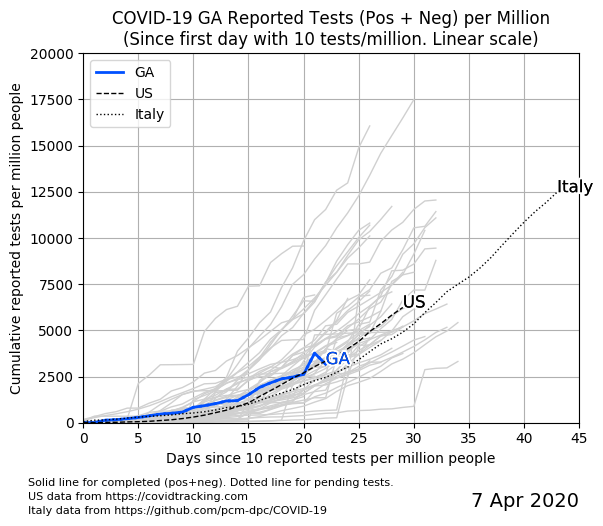 COVID-19 GA Reported Tests (Pos + Neg) per Million
(Since first day with 10 tests/million. Linear scale)
Cumulative reported tests per million people
20000
17500
15000
12500
10000
7500
5000
2500
0
GA
US
Italy
Italy
US
GA
0 5 10 15 20 25 30 35 40 45
Days since 10 reported tests per million people
Solid line for completed (pos+neg). Dotted line for pending tests.
US data from https://covidtracking.com
Italy data from https://github.com/pcm-dpc/COVID-19
7 Apr 2020